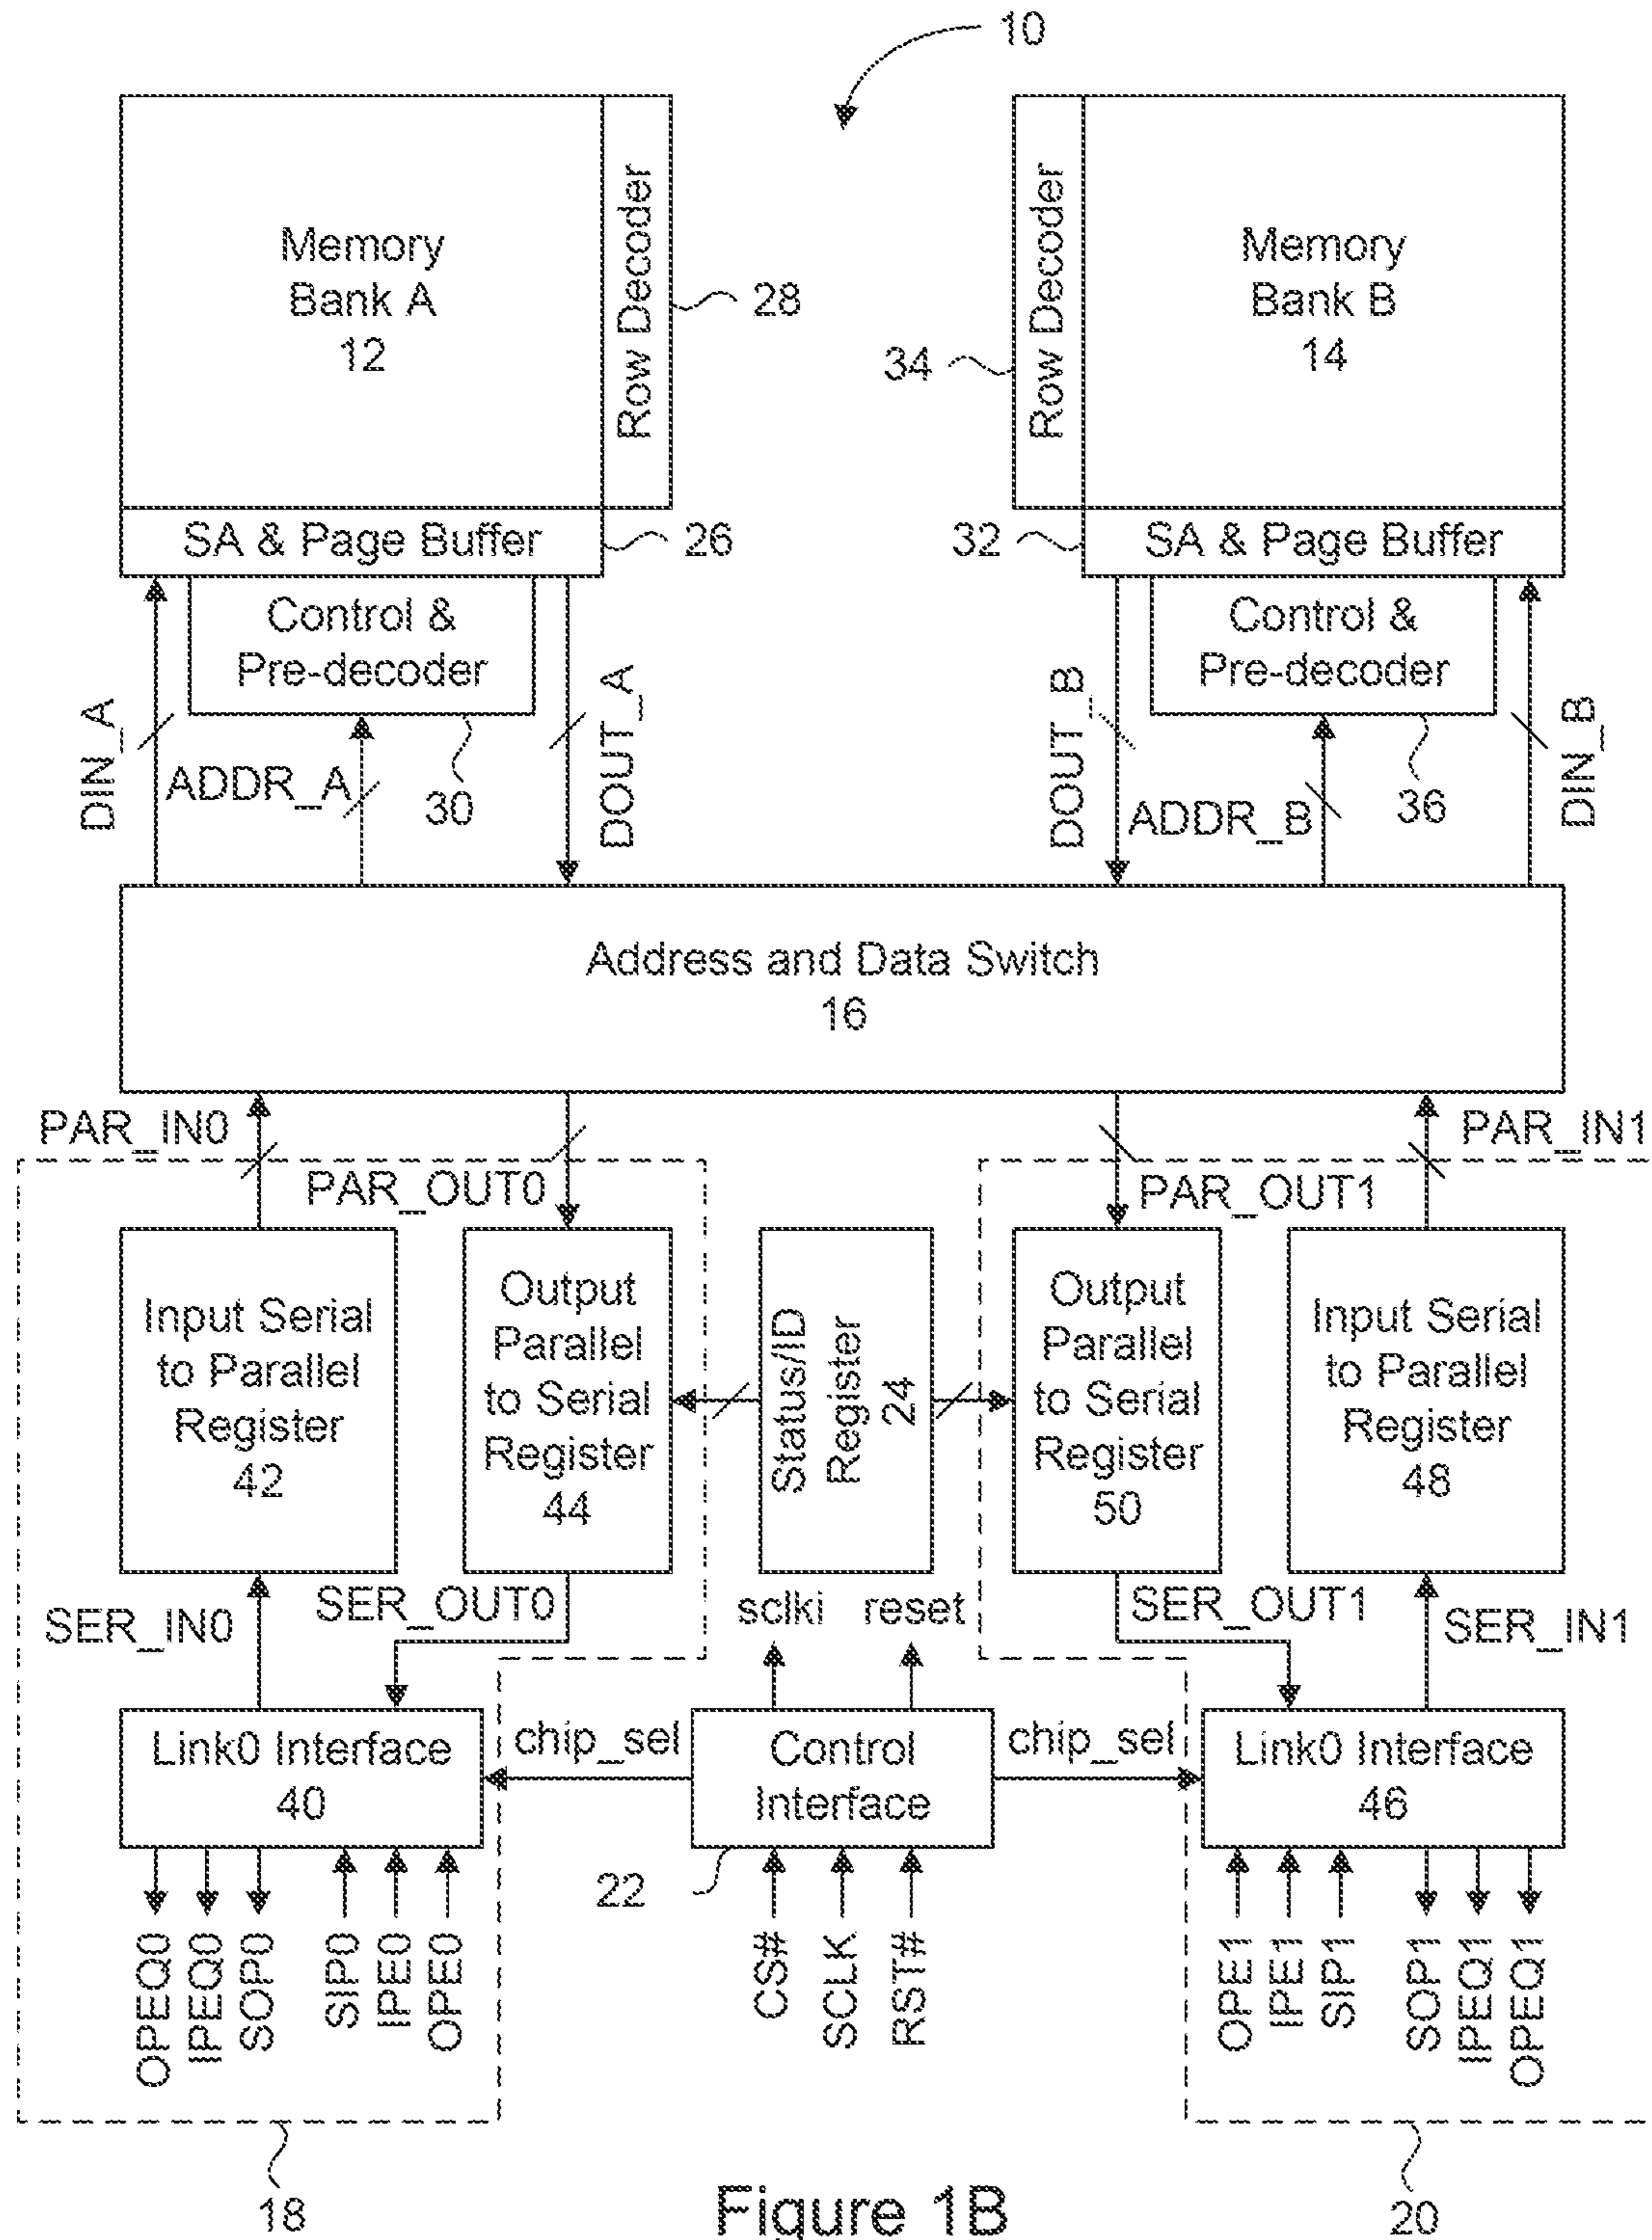 10
Memory
Bank A
12
Row Decoder
28
34
Row Decoder
Memory
Bank B
14
SA & Page Buffer
26
32
SA & Page Buffer
Control &
Pre-decoder
Control &
Pre-decoder
DIN_A
ADDR_A
30
DOUT_A
DOUT_B
ADDR_B
36
DIN_B
Address and Data Switch
16
PAR_IN0
PAR_OUT0
PAR_OUT1
PAR_IN1
Input Serial
to Parallel
Register
42
Output
Parallel
to Serial
Register
44
Status/ID
Register
24
Output
Parallel
to Serial
Register
50
Input Serial
to Parallel
Register
48
SER_IN0
SER_OUT0
sclki
reset
SER_OUT1
SER_IN1
Link0 Interface
40
chip_sel
Control
Interface
chip_sel
Link0 Interface
46
22
OPEQ0
IPEQ0
SOP0
SIP0
IPE0
OPE0
CS#
SCLK
RST#
OPE1
IPE1
SIP1
SOP1
IPEQ1
OPEQ1
18
Figure 1B
20